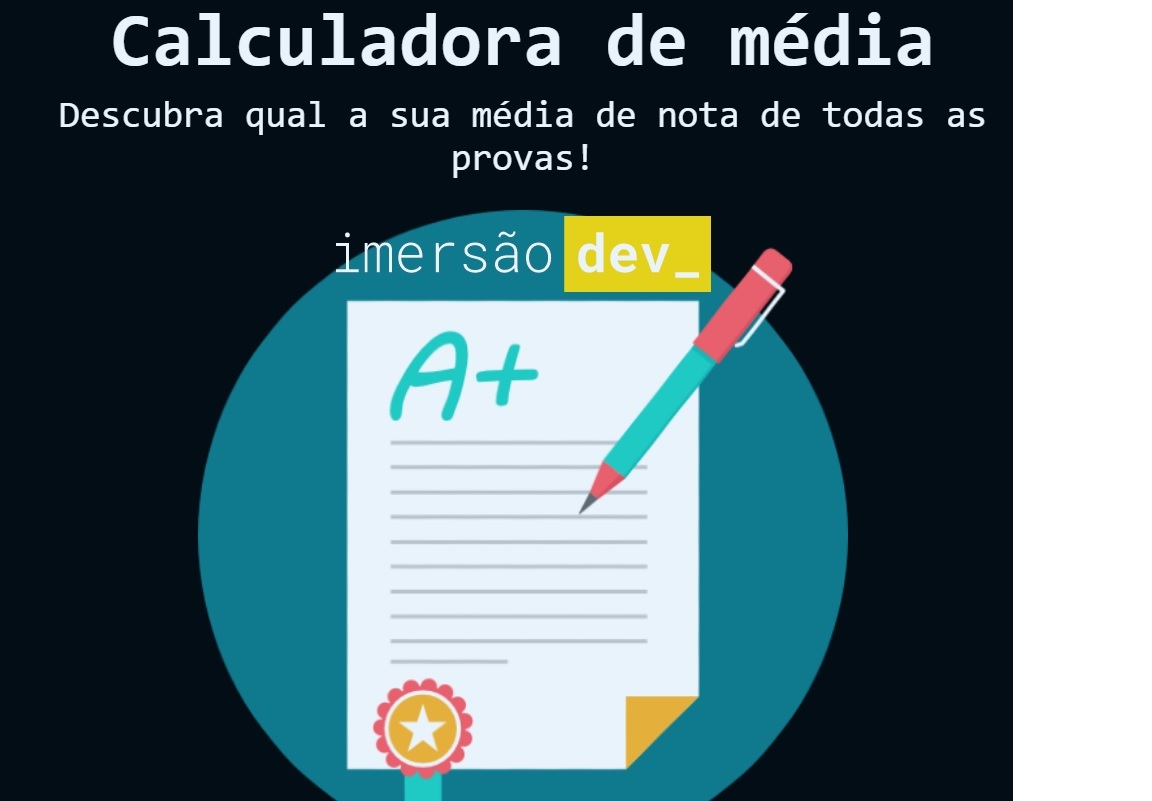 Calculadora de média
Descubra qual a sua média de nota de todas as
provas!
imersão dev_
A+